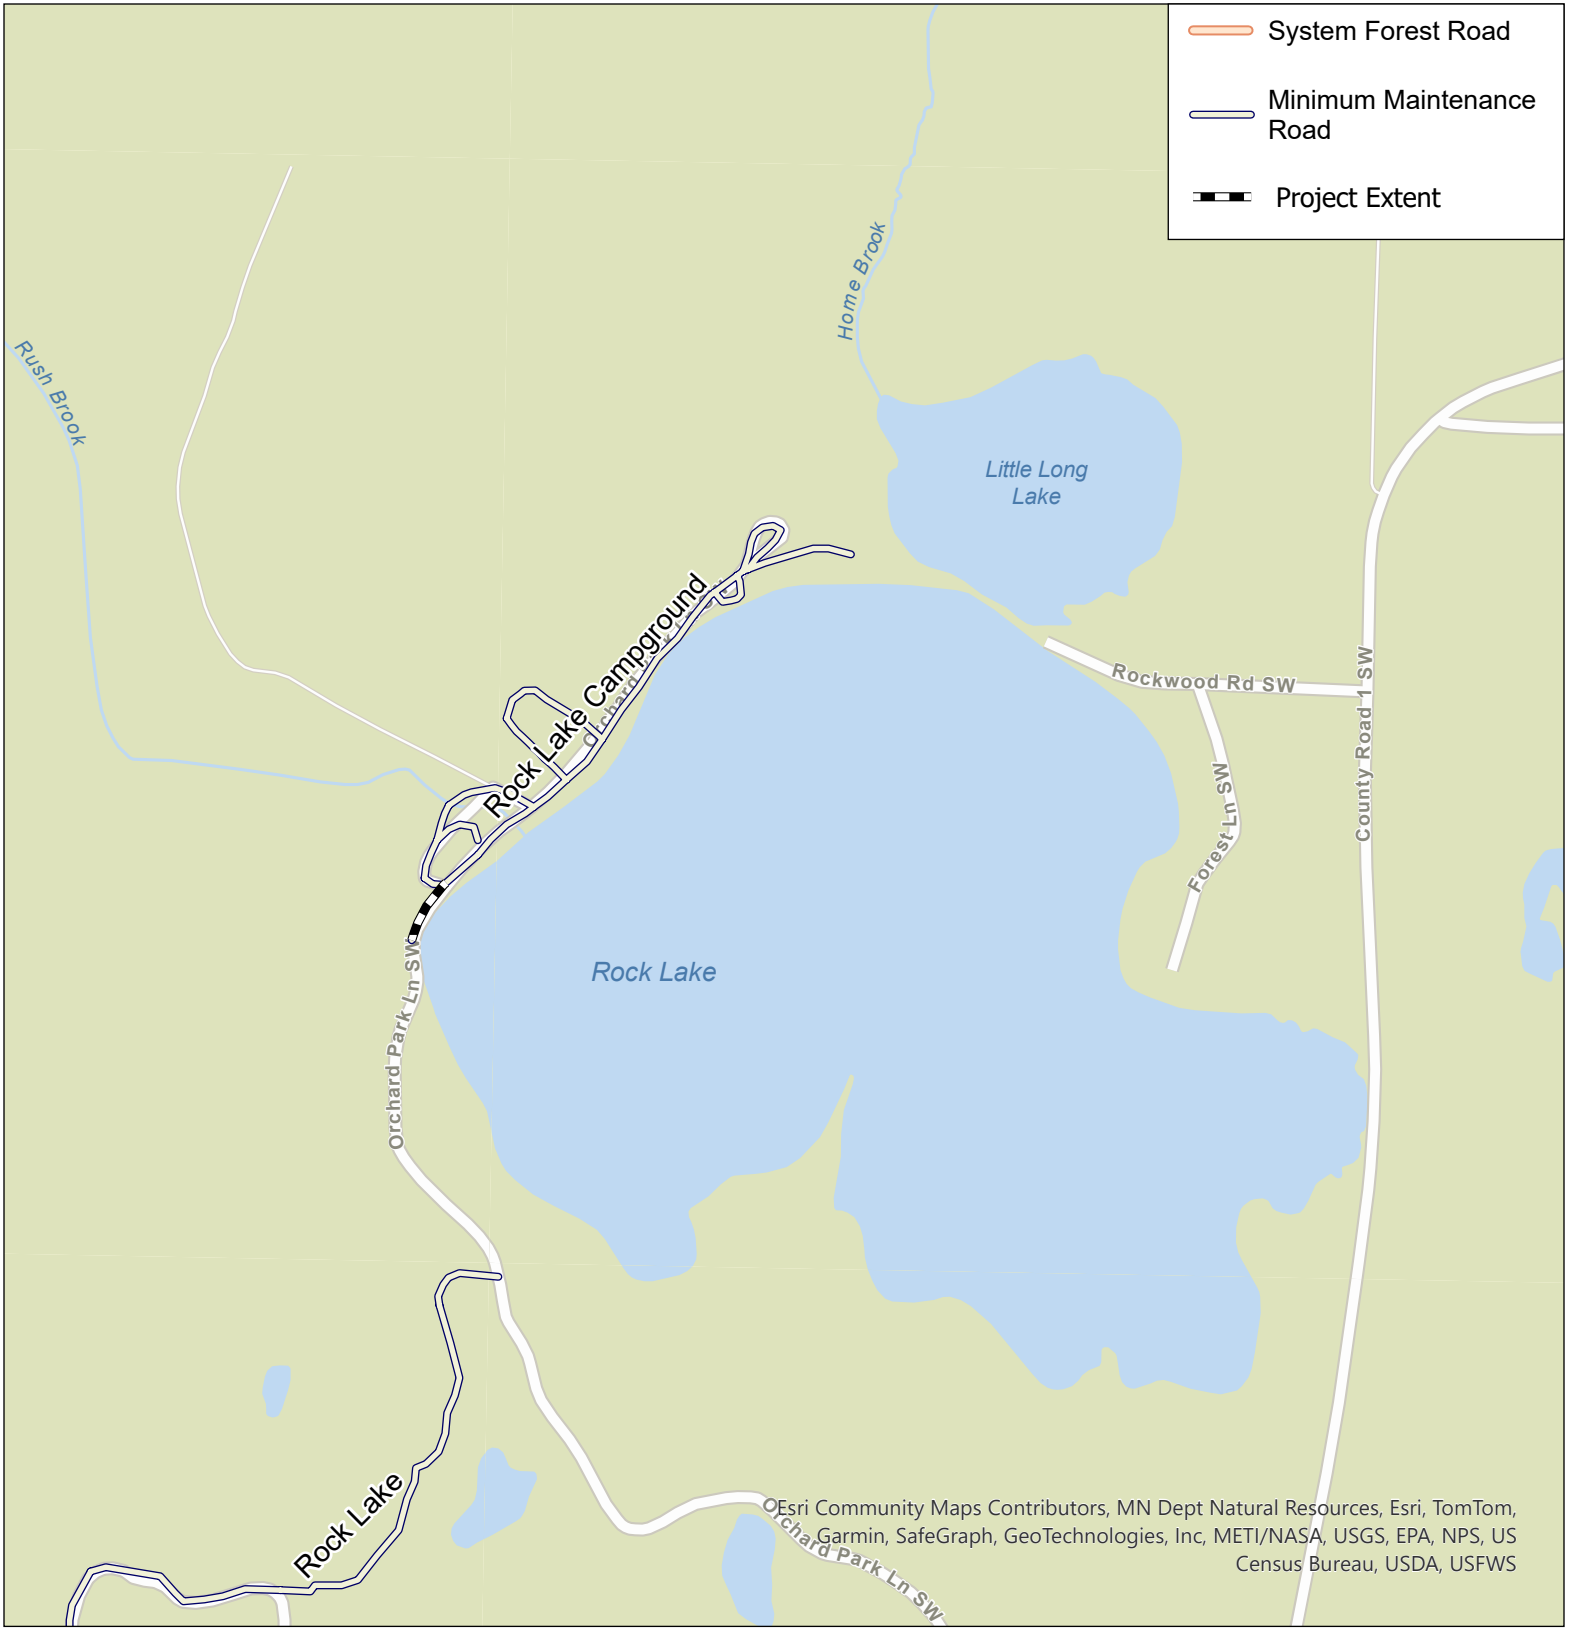 System Forest Road
Minimum Maintenance
Road
Project Extent
Home Brook
Rush Brook
Little Long
Lake
Rock Lake Campground
Orchard
Rockwood Rd SW
County Road 1 SW
Forest Ln SW
Rock Lake
Orchard Park Ln SW
Rock Lake
Orchard Park Ln SW
Esri Community Maps Contributors, MN Dept Natural Resources, Esri, TomTom,
Garmin, SafeGraph, GeoTechnologies, Inc, METI/NASA, USGS, EPA, NPS, US
Census Bureau, USDA, USFWS